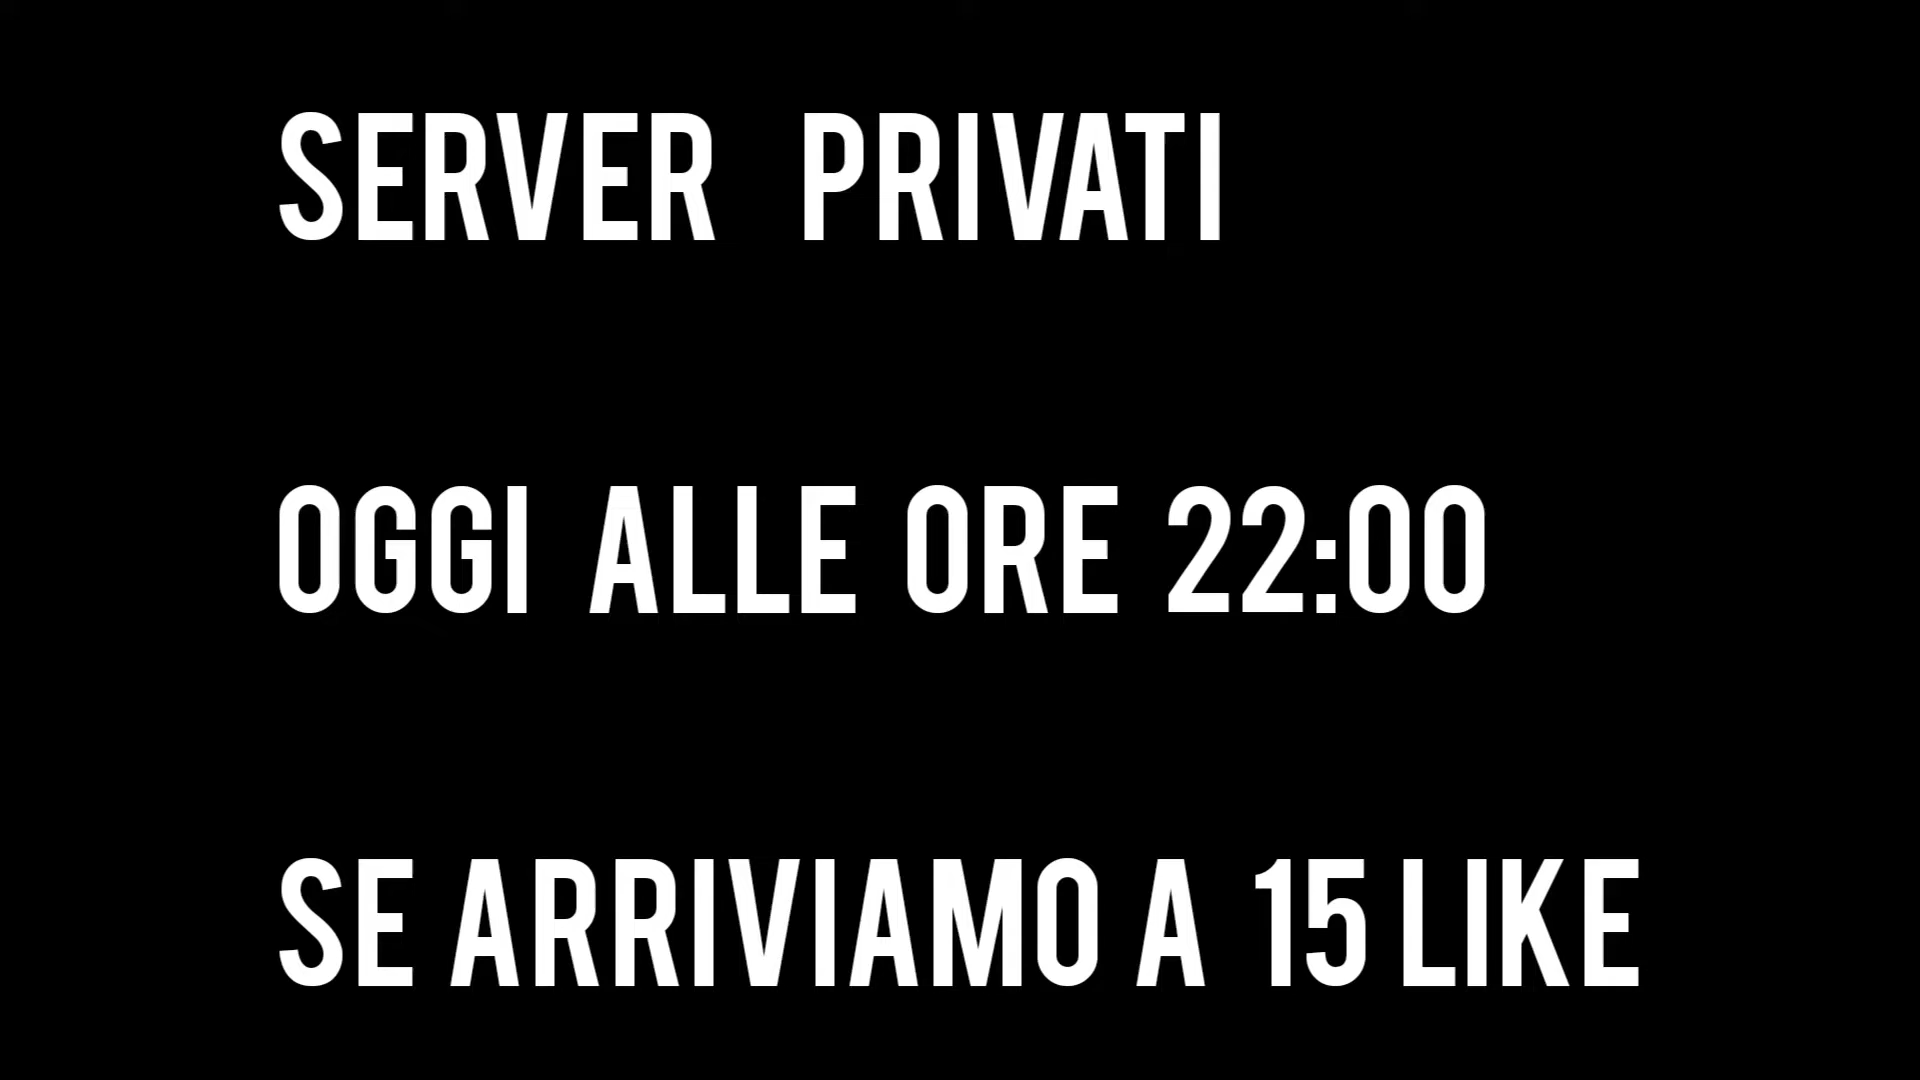 SERVER PRIVATI
OGGI ALLE ORE 22:00
SE ARRIVIAMO A 15 LIKE